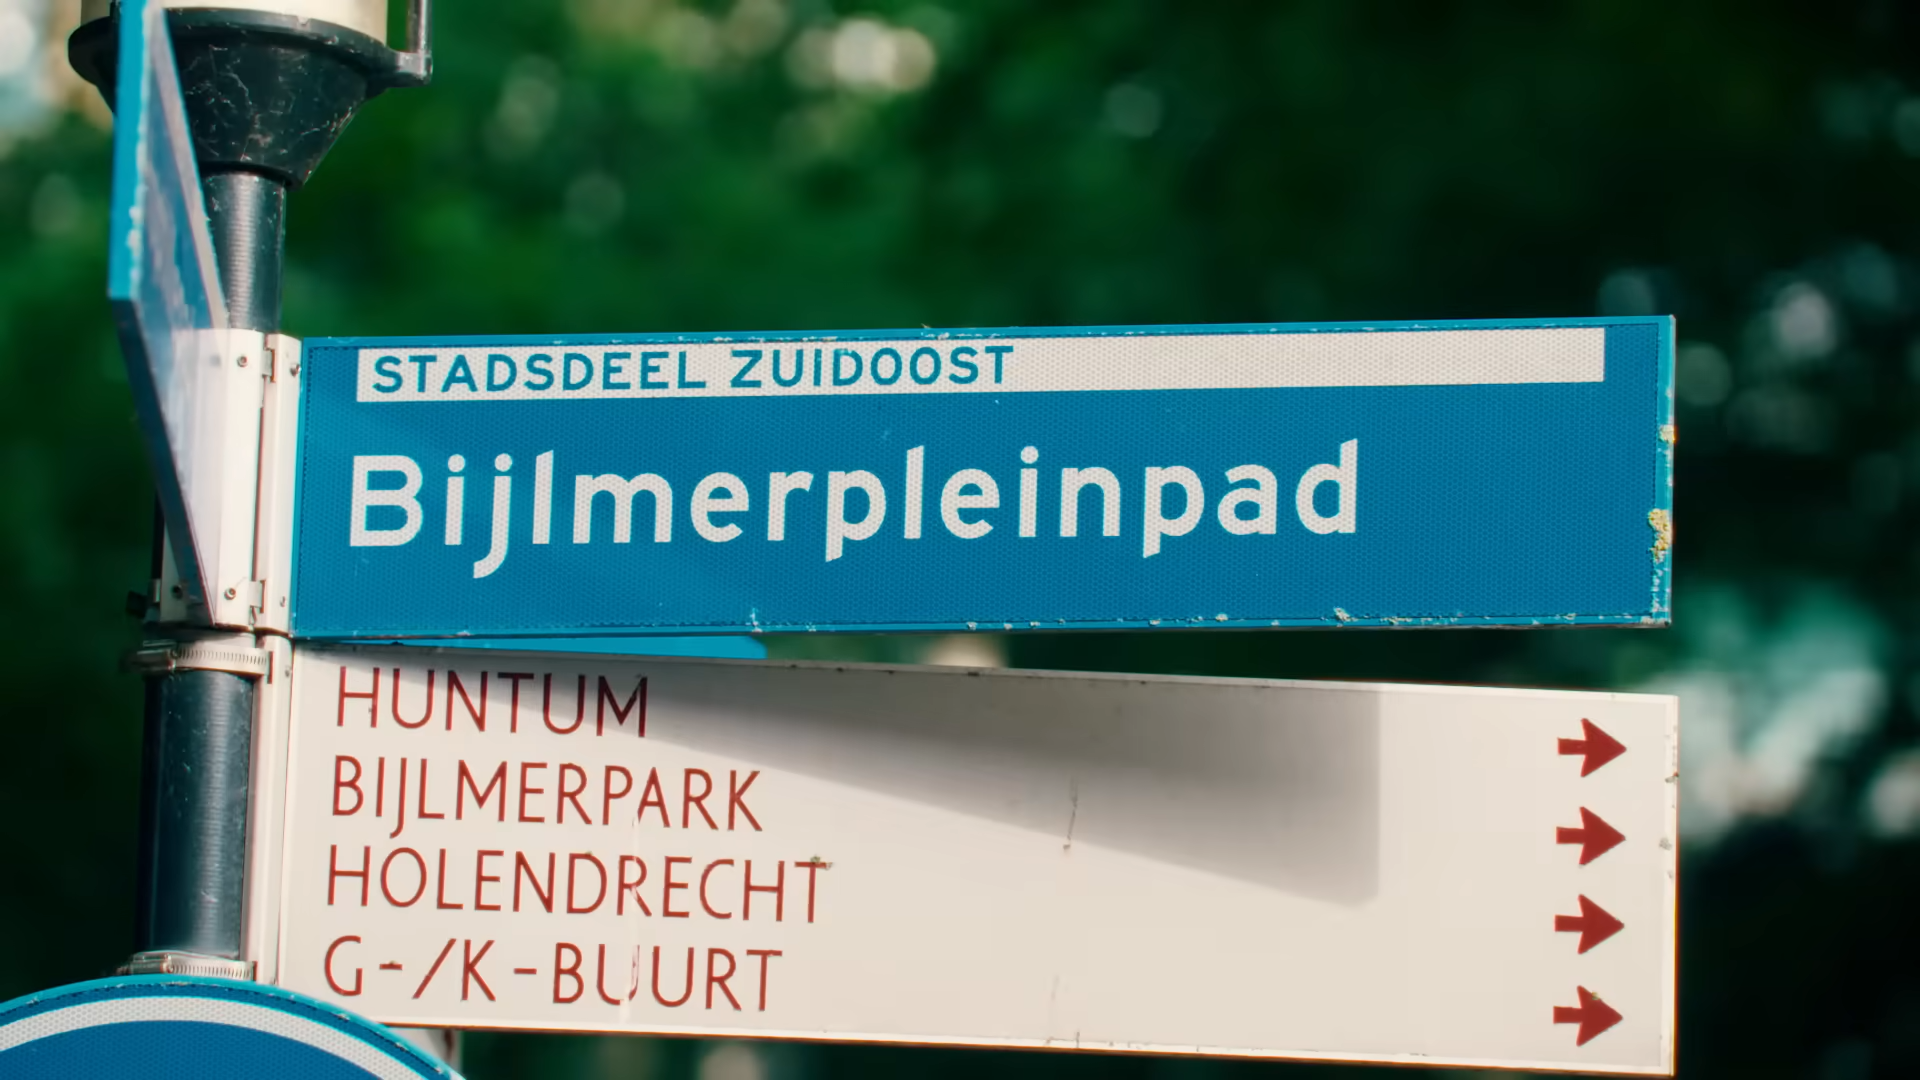 STADSDEEL ZUIDOOST
Bijlmerpleinpad
HUNTUM
BIJLMERPARK
HOLENDRECHT
G-/K-BUURT